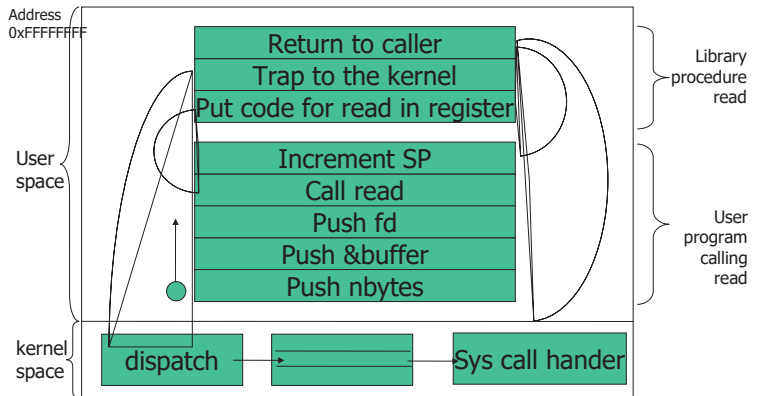 Address
0xFFFFFFFF
Return to caller
Trap to the kernel
Put code for read in register
Library
procedure
read
User
space
Increment SP
Call read
Push fd
Push &buffer
Push nbytes
User
program
calling
read
kernel
space
dispatch
Sys call hander